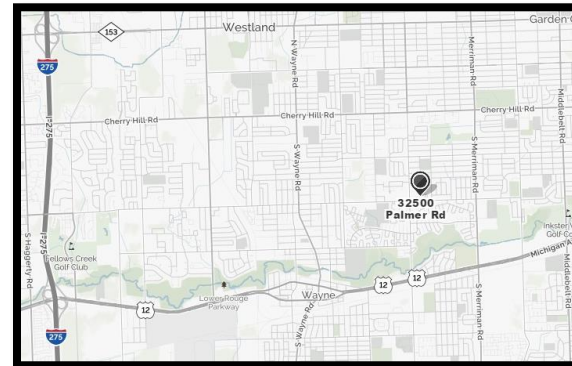 Garden C
Westland
153
N Wayne Rd
Merriman Rd
275
Middlebelt Rd
I-275
Cherry Hill Rd
Cherry Hill Rd
Cherry Hill Rd
S Wayne Rd
S Merriman Rd
32500
Palmer Rd
S Haggerty Rd
I-275
Fellows Creek
Golf Club
Inkster V
Golf Co
Michigan A
12
12
Middlebelt Rd
Lower Rouge
Parkway
Wayne
12
S Merriman Rd
S Wayne Rd
275